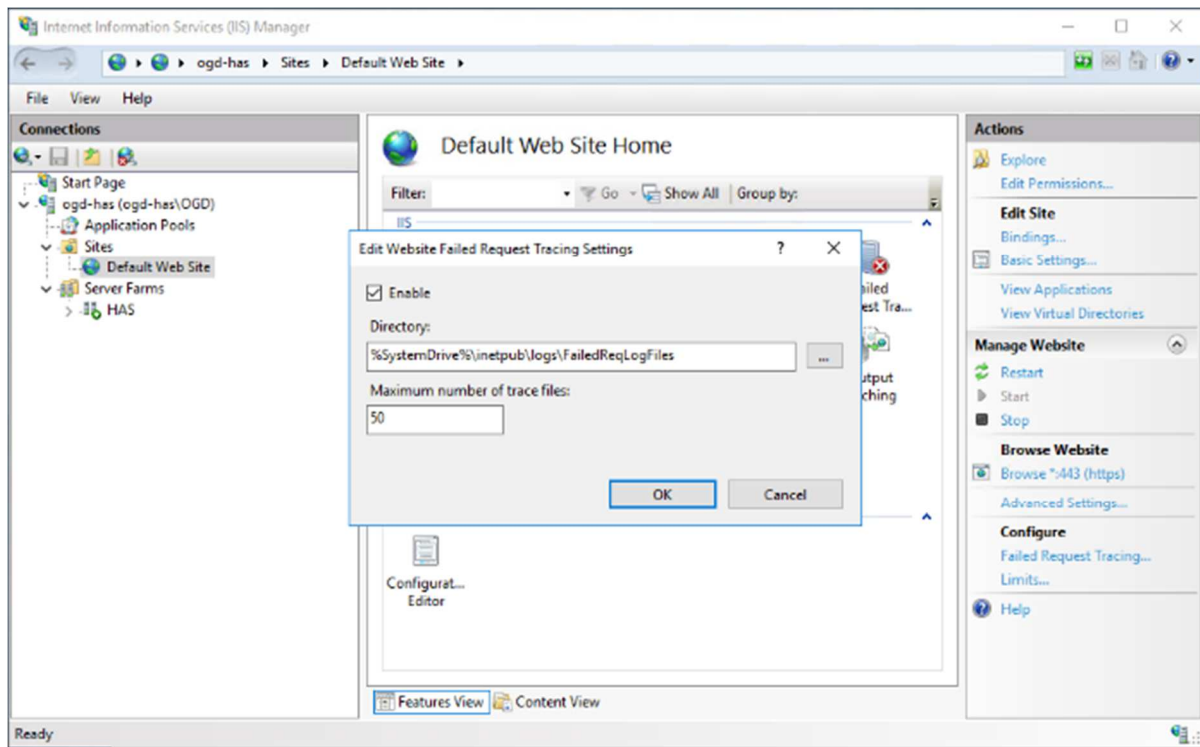 Internet Information Services (IIS) Manager
ogd-has Sites Default Web Site
File View Help
Connections
Start Page
ogd-has (ogd-has\OGD)
Application Pools
Sites
Default Web Site
Server Farms
HAS
Default Web Site Home
Filter: Go Show All Group by:
IIS
Edit Website Failed Request Tracing Settings ?
Enable
Directory:
%SystemDrive%\inetpub\logs\FailedReqLogFiles
...
Maximum number of trace files:
50
OK Cancel
ailed
est Tra...
utput
ching
Configurat...
Editor
Features View Content View
Actions
Explore
Edit Permissions...
Edit Site
Bindings...
Basic Settings...
View Applications
View Virtual Directories
Manage Website
Restart
Start
Stop
Browse Website
Browse *:443 (https)
Advanced Settings...
Configure
Failed Request Tracing...
Limits...
Help
Ready